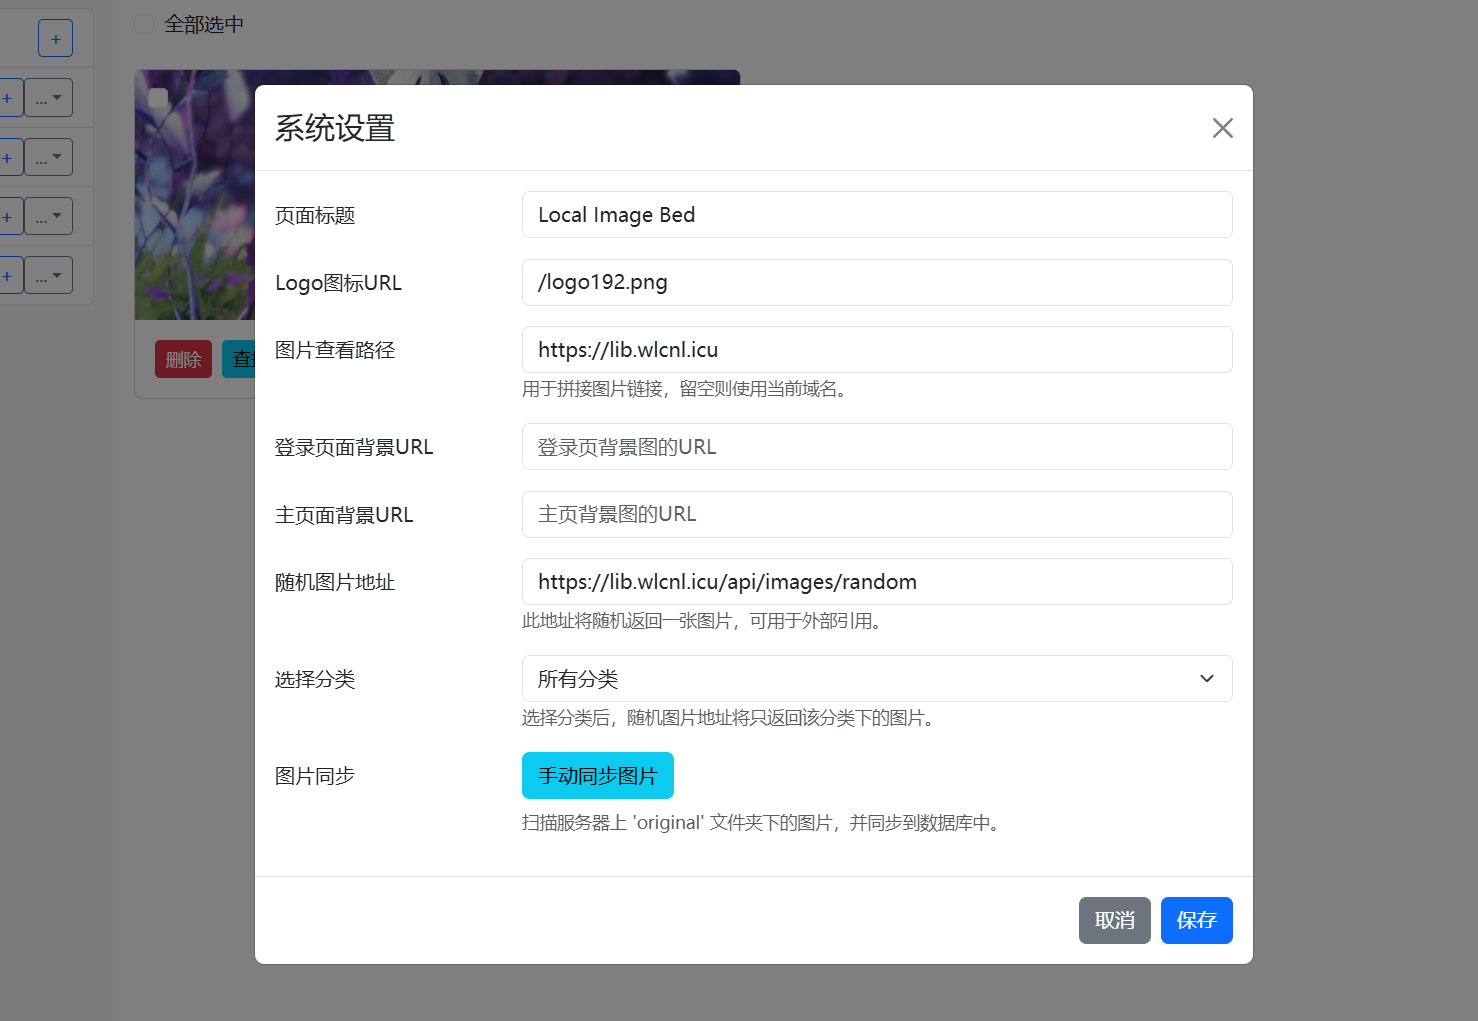 全部选中
+
+ ...
+ ...
+ ...
+ ...
删除
系统设置
页面标题 Local Image Bed
Logo图标URL /logo192.png
图片查看路径 https://lib.wlcnl.icu
用于拼接图片链接，留空则使用当前域名。
登录页面背景URL 登录页背景图的URL
主页面背景URL 主页背景图的URL
随机图片地址 https://lib.wlcnl.icu/api/images/random
此地址将随机返回一张图片，可用于外部引用。
选择分类 所有分类
选择分类后，随机图片地址将只返回该分类下的图片。
图片同步 手动同步图片
扫描服务器上 'original' 文件夹下的图片，并同步到数据库中。
取消 保存